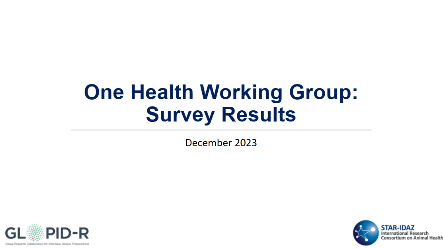 One Health Working Group:
Survey Results
December 2023
GLOPID-R
STAR-IDAZ
International Research
Consortium on Animal Health